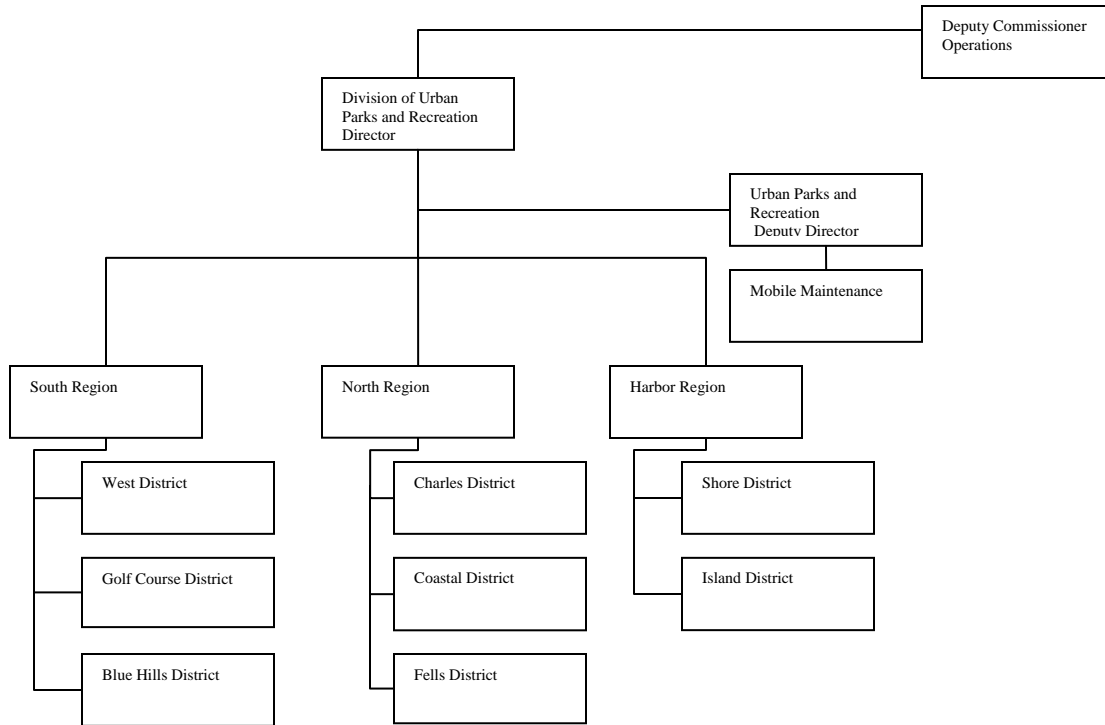 Deputy Commissioner
Operations
Division of Urban
Parks and Recreation
Director
Urban Parks and
Recreation
Deputy Director
Mobile Maintenance
South Region
North Region
Harbor Region
West District
Charles District
Shore District
Golf Course District
Coastal District
Island District
Blue Hills District
Fells District